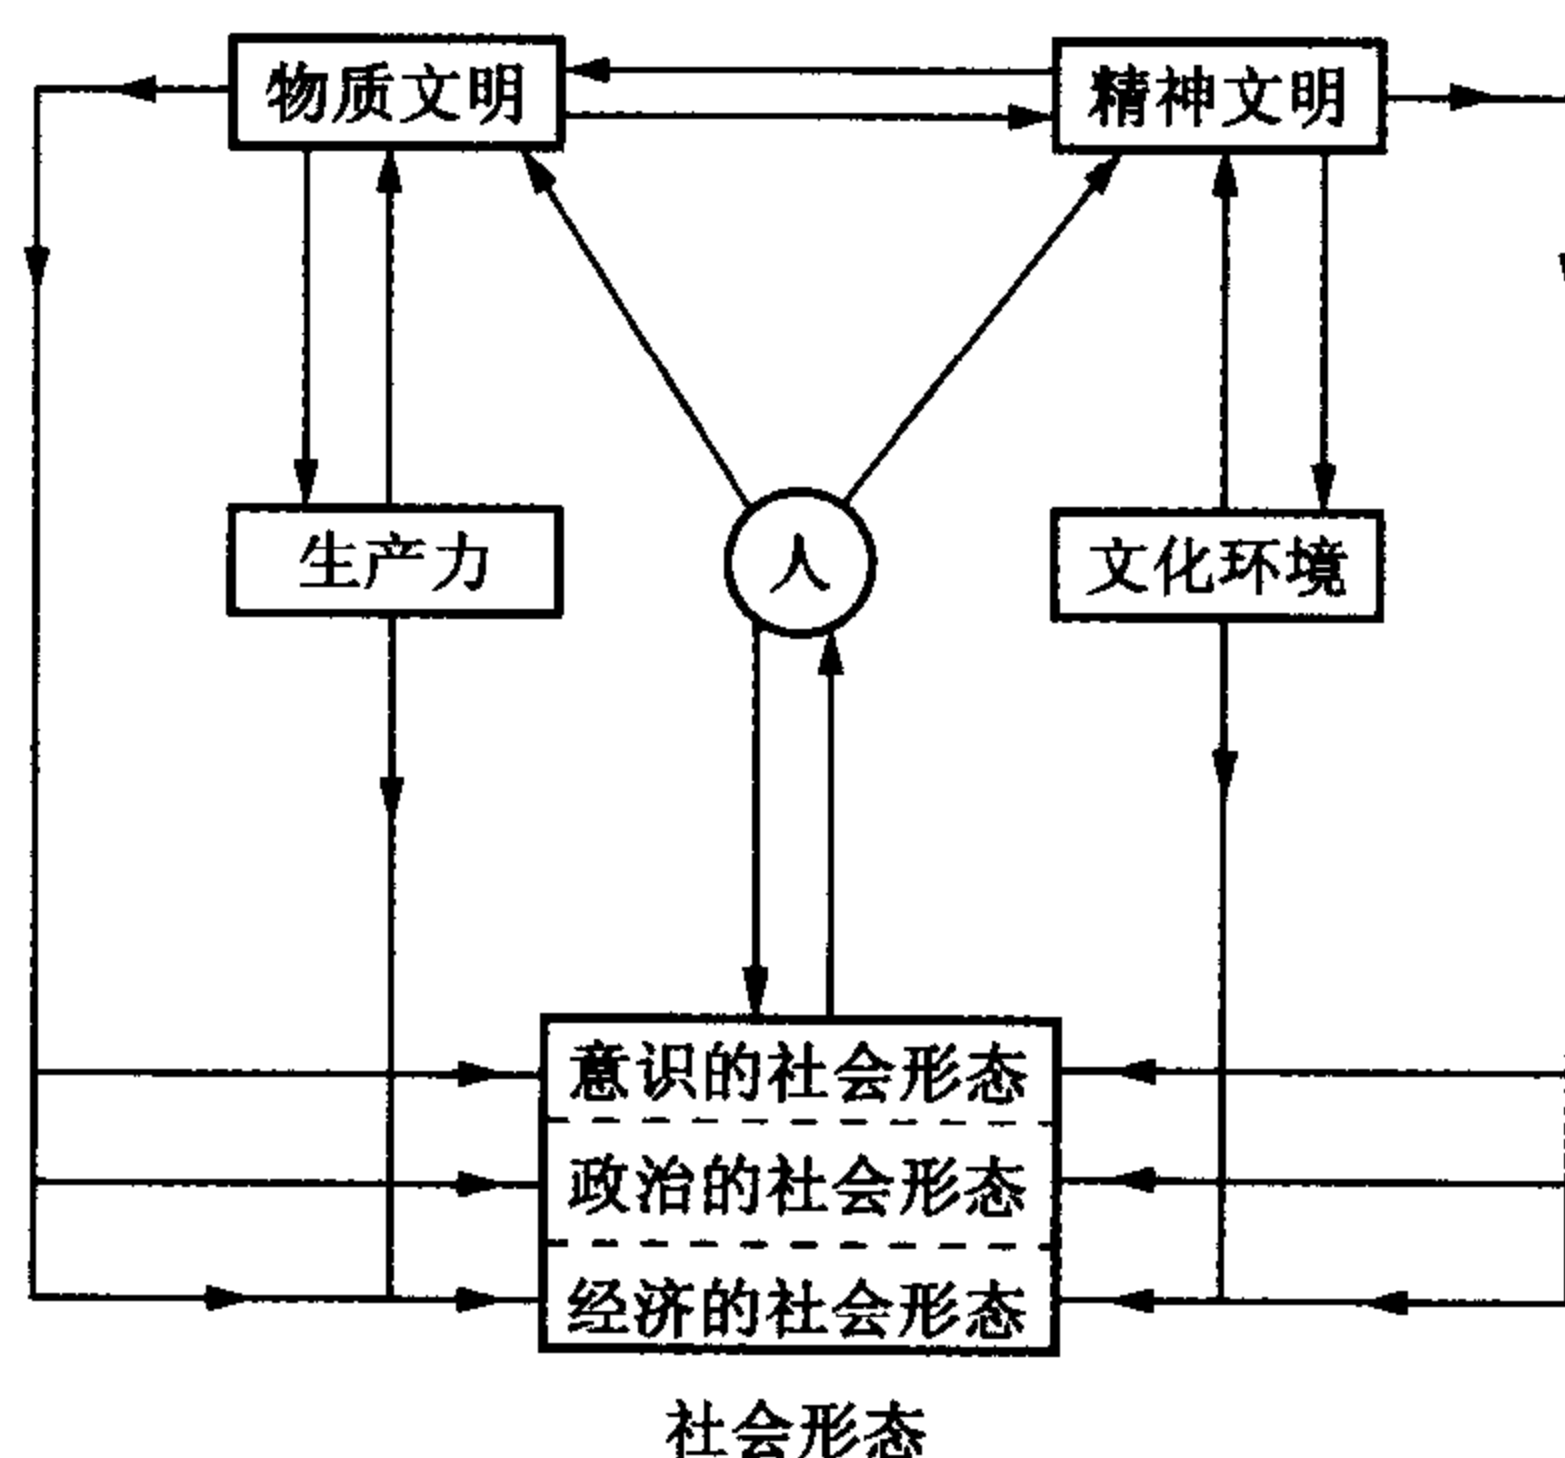 物质文明
精神文明
生产力
人
文化环境
意识的社会形态
政治的社会形态
经济的社会形态
社会形态